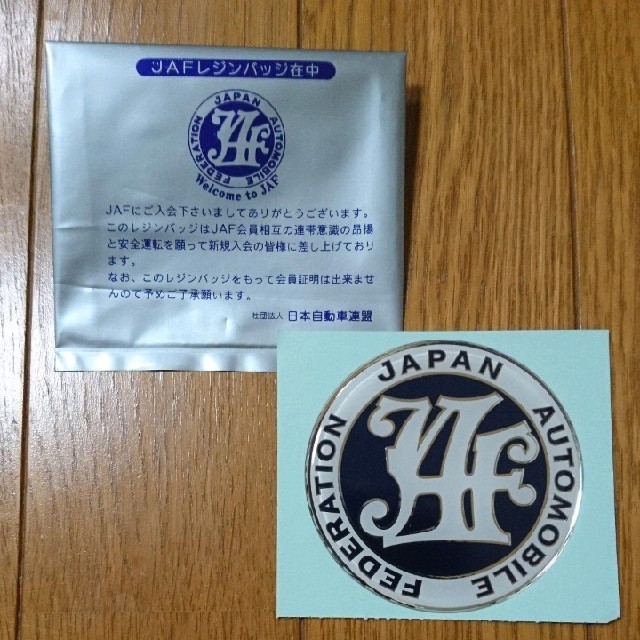 JAFレジンバッジ在中
JAPAN AUTOMOBILE FEDERATION
JAF
Welcome to JAF
JAFにご入会下さいましてありがとうございます。
このレジンバッジはJAF会員相互の連帯意識の昂揚
と安全運転を願って新規入会の皆様に差し上げており
ます。
なお、このレジンバッジをもって会員証明は出来ませ
んので予めご了承願います。
社団法人 日本自動車連盟
JAPAN AUTOMOBILE FEDERATION
JAF